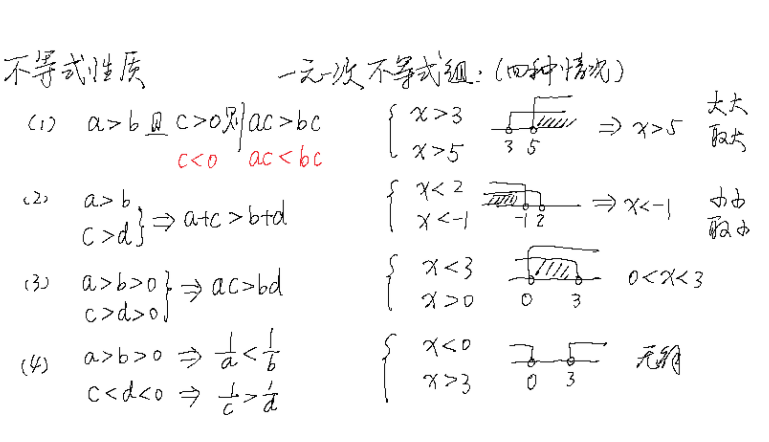 不等式性质
(1) a>b 且 c>0 则 ac>bc
c<0 ac<bc
(2) a>b
c>d } ⇒ a+c>b+d
(3) a>b>0
c>d>0 } ⇒ ac>bd
(4) a>b>0 ⇒ 1/a < 1/b
c<d<0 ⇒ 1/c > 1/d
一元一次不等式组:(四种情况)
{ x>3
x>5
3 5
⇒ x>5
大大
取大
{ x<2
x<-1
-1 2
⇒ x<-1
小小
取小
{ x<3
x>0
0 3
0<x<3
{ x<0
x>3
0 3
无解